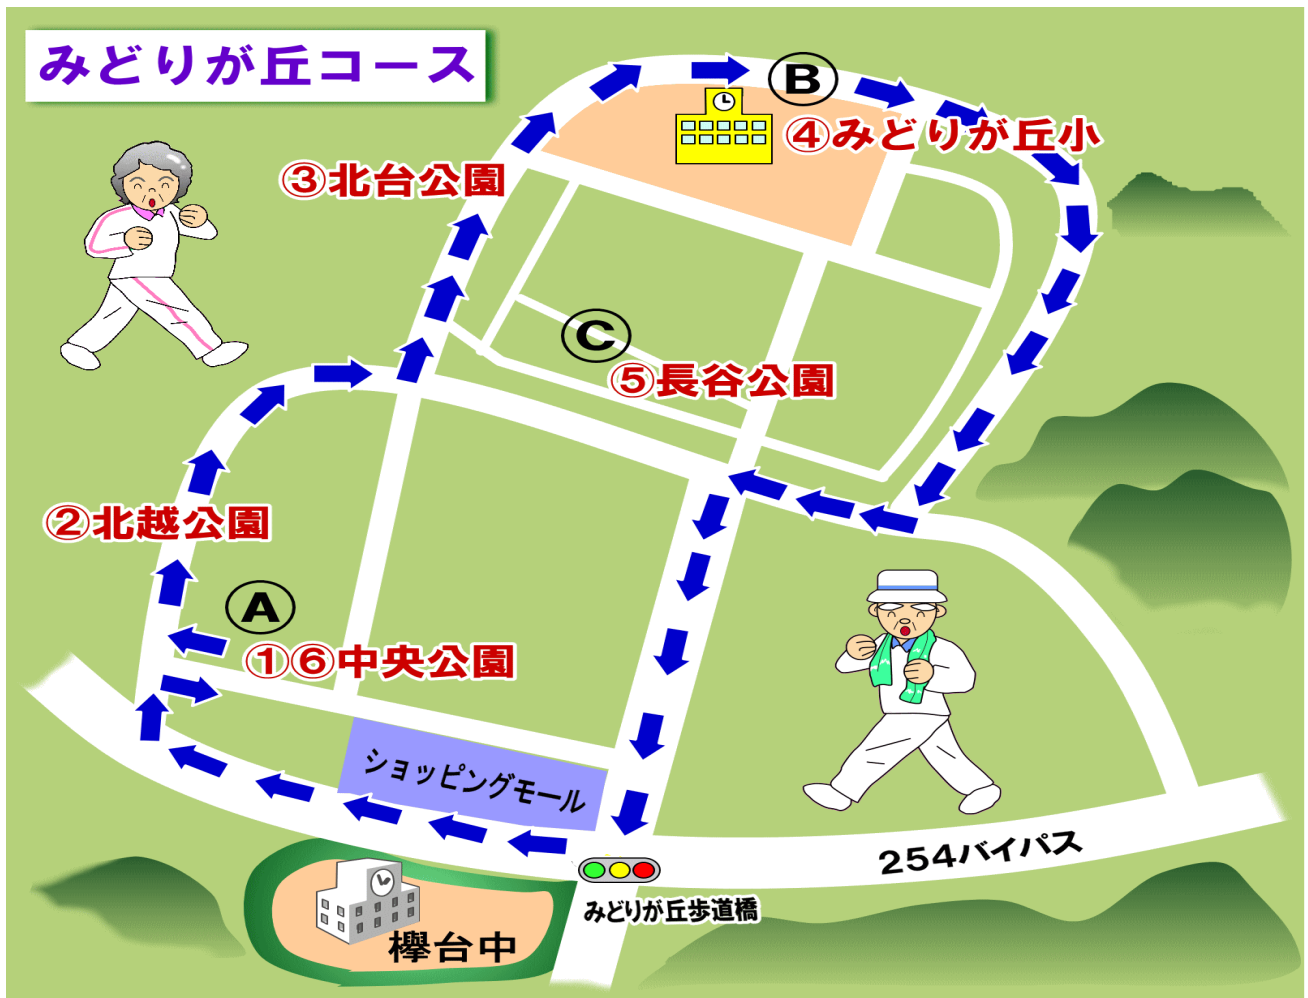 みどりが丘コース
B
④みどりが丘小
③北台公園
C
⑤長谷公園
②北越公園
A
①⑥中央公園
ショッピングモール
254バイパス
みどりが丘歩道橋
欅台中